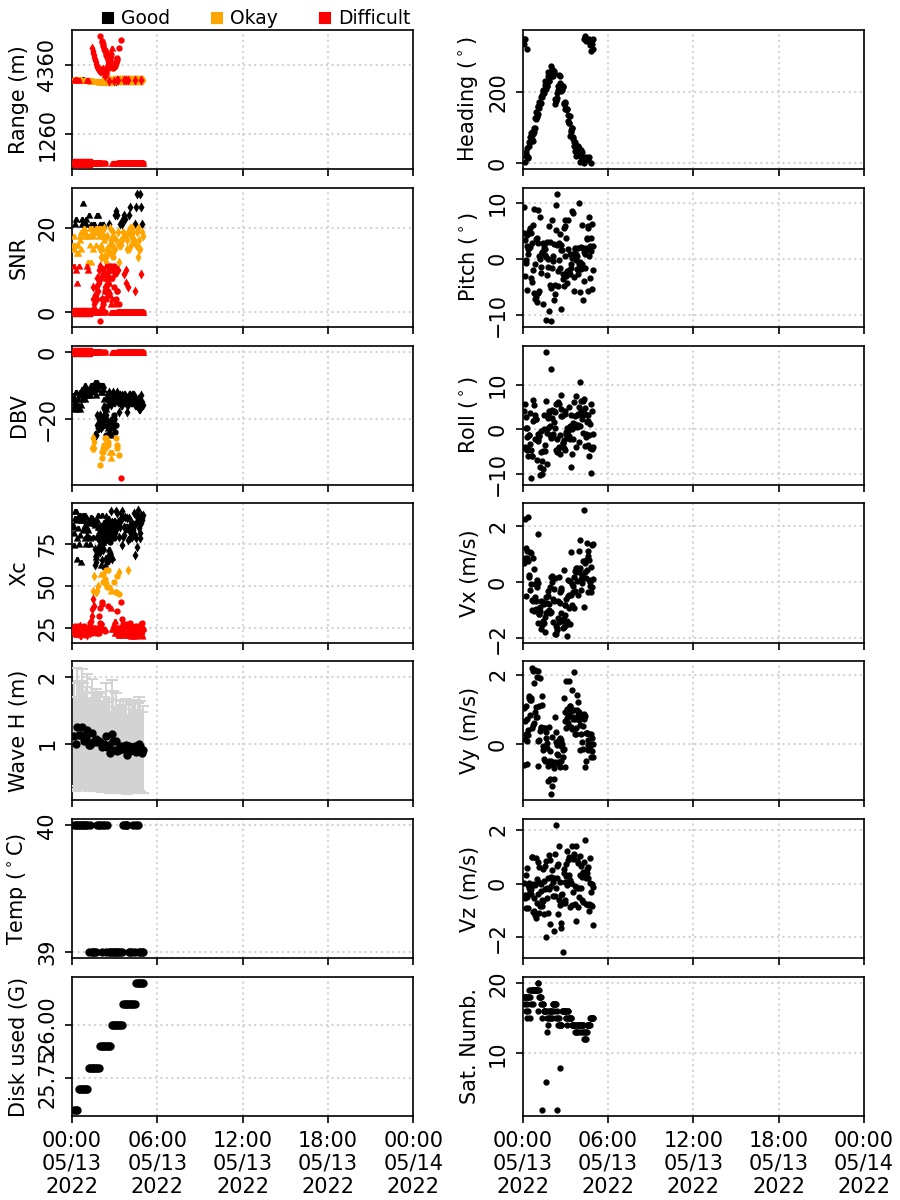 Good Okay Difficult
Range (m)
4360
1260
Heading (°)
200
0
SNR
20
0
Pitch (°)
10
0
−10
DBV
0
−20
Roll (°)
10
0
−10
Xc
75
50
25
Vx (m/s)
2
0
−2
Wave H (m)
2
1
Vy (m/s)
2
0
Temp (°C)
40
39
Vz (m/s)
2
0
−2
Disk used (G)
26.00
25.75
Sat. Numb.
20
10
00:00 06:00 12:00 18:00 00:00 00:00 06:00 12:00 18:00 00:00
05/13 05/13 05/13 05/13 05/14 05/13 05/13 05/13 05/13 05/14
2022 2022 2022 2022 2022 2022 2022 2022 2022 2022